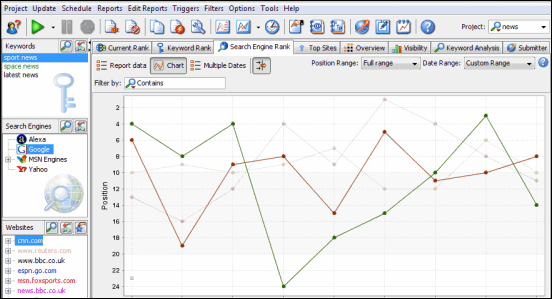 Project Update Schedule Reports Edit Reports Triggers Filters Options Tools Help
Project: news
Keywords
sport news
space news
latest news
Search Engines
Alexa
Google
MSN Engines
Yahoo
Websites
cnn.com
www.reuters.com
www.bbc.co.uk
espn.go.com
msn.foxsports.com
news.bbc.co.uk
Current Rank Keyword Rank Search Engine Rank Top Sites Overview Visibility Keyword Analysis Submitter
Report data Chart Multiple Dates Position Range: Full range Date Range: Custom Range
Filter by: Contains
Position
2
4
6
8
10
12
14
16
18
20
22
24